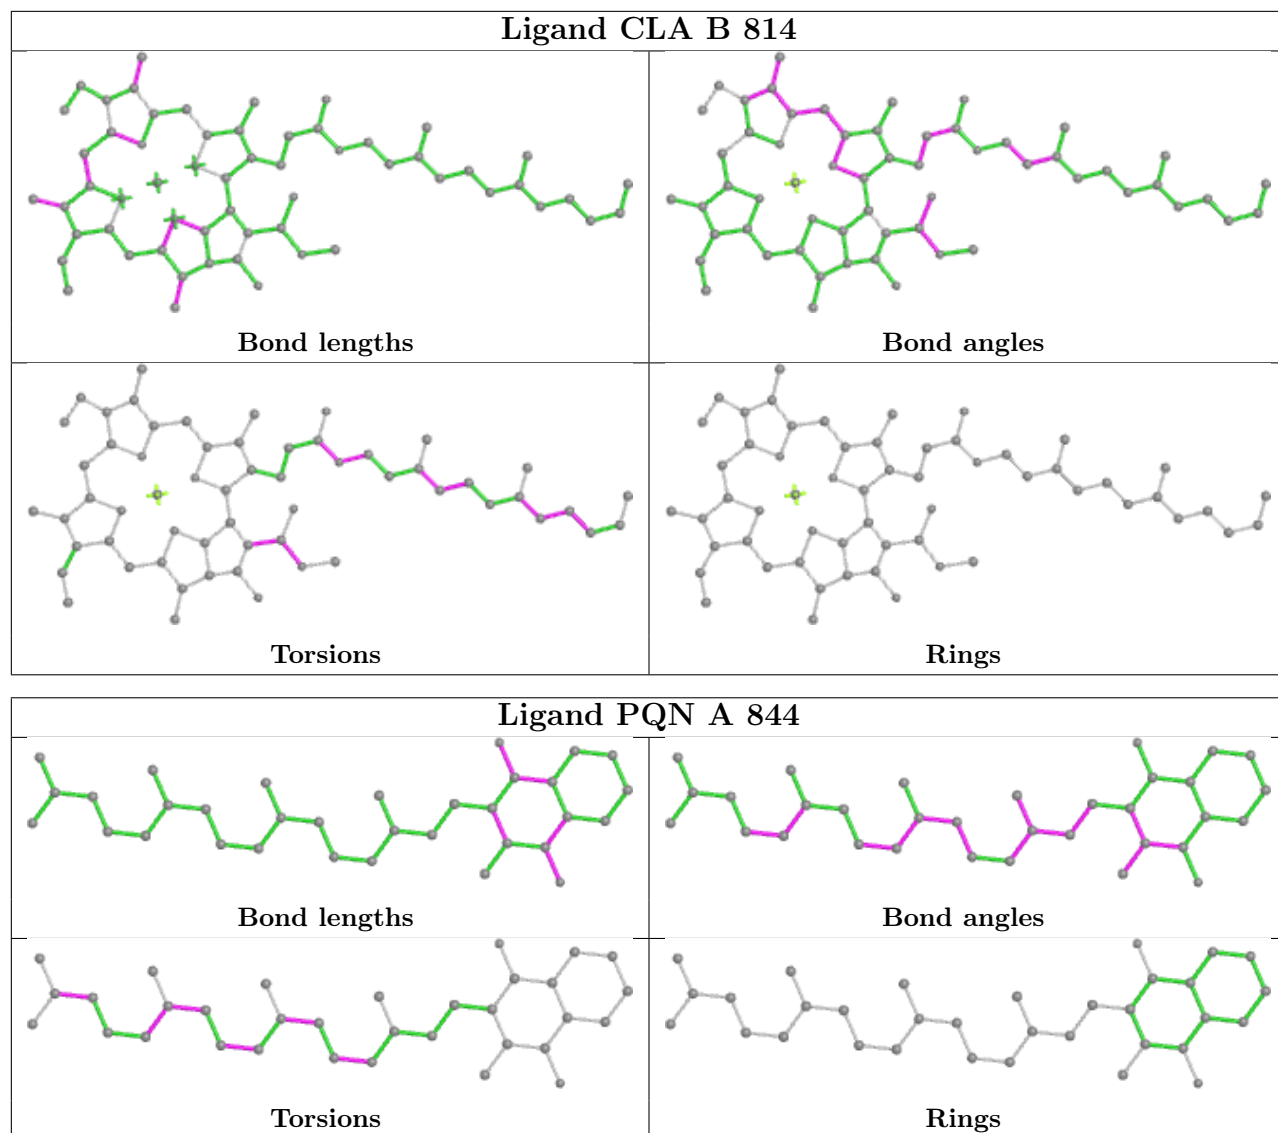 Ligand CLA B 814
Bond lengths
Bond angles
Torsions
Rings
Ligand PQN A 844
Bond lengths
Bond angles
Torsions
Rings